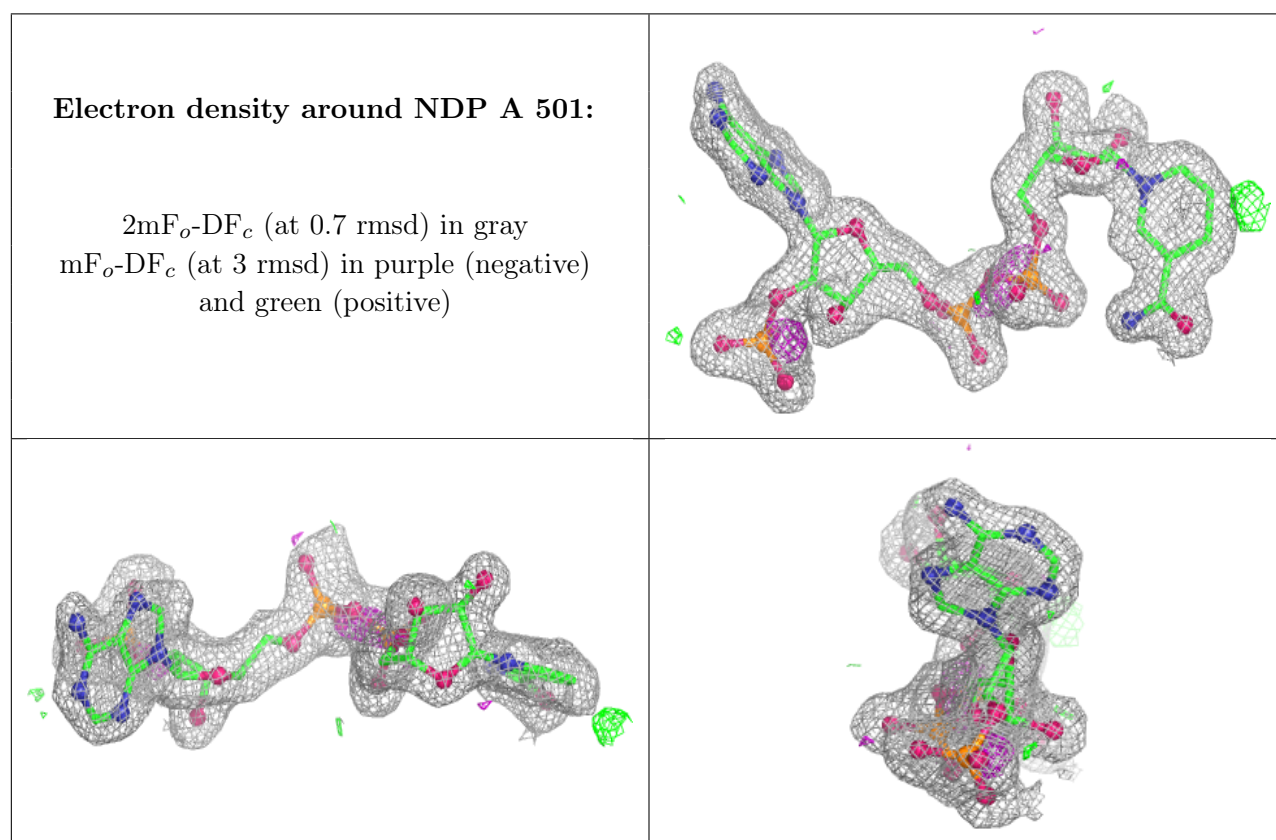 Electron density around NDP A 501:
2mFₒ-DF𝒸 (at 0.7 rmsd) in gray
mFₒ-DF𝒸 (at 3 rmsd) in purple (negative)
and green (positive)